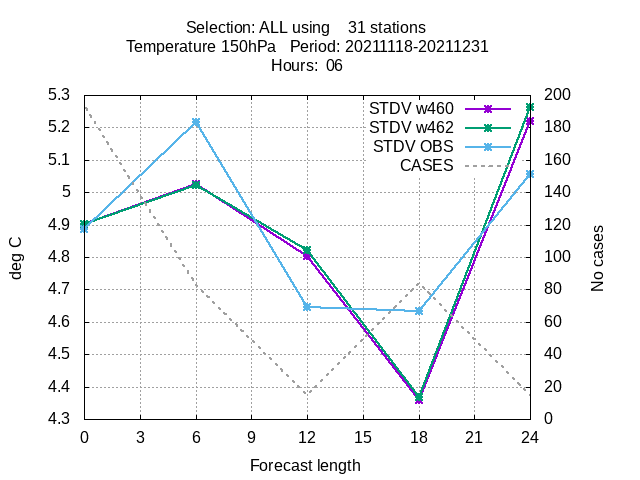 Selection: ALL using    31 stations
Temperature 150hPa   Period: 20211118-20211231
Hours:  06
5.3
5.2
5.1
5
4.9
4.8
4.7
4.6
4.5
4.4
4.3
deg C
STDV w460
STDV w462
STDV OBS
CASES
200
180
160
140
120
100
80
60
40
20
0
No cases
0 3 6 9 12 15 18 21 24
Forecast length